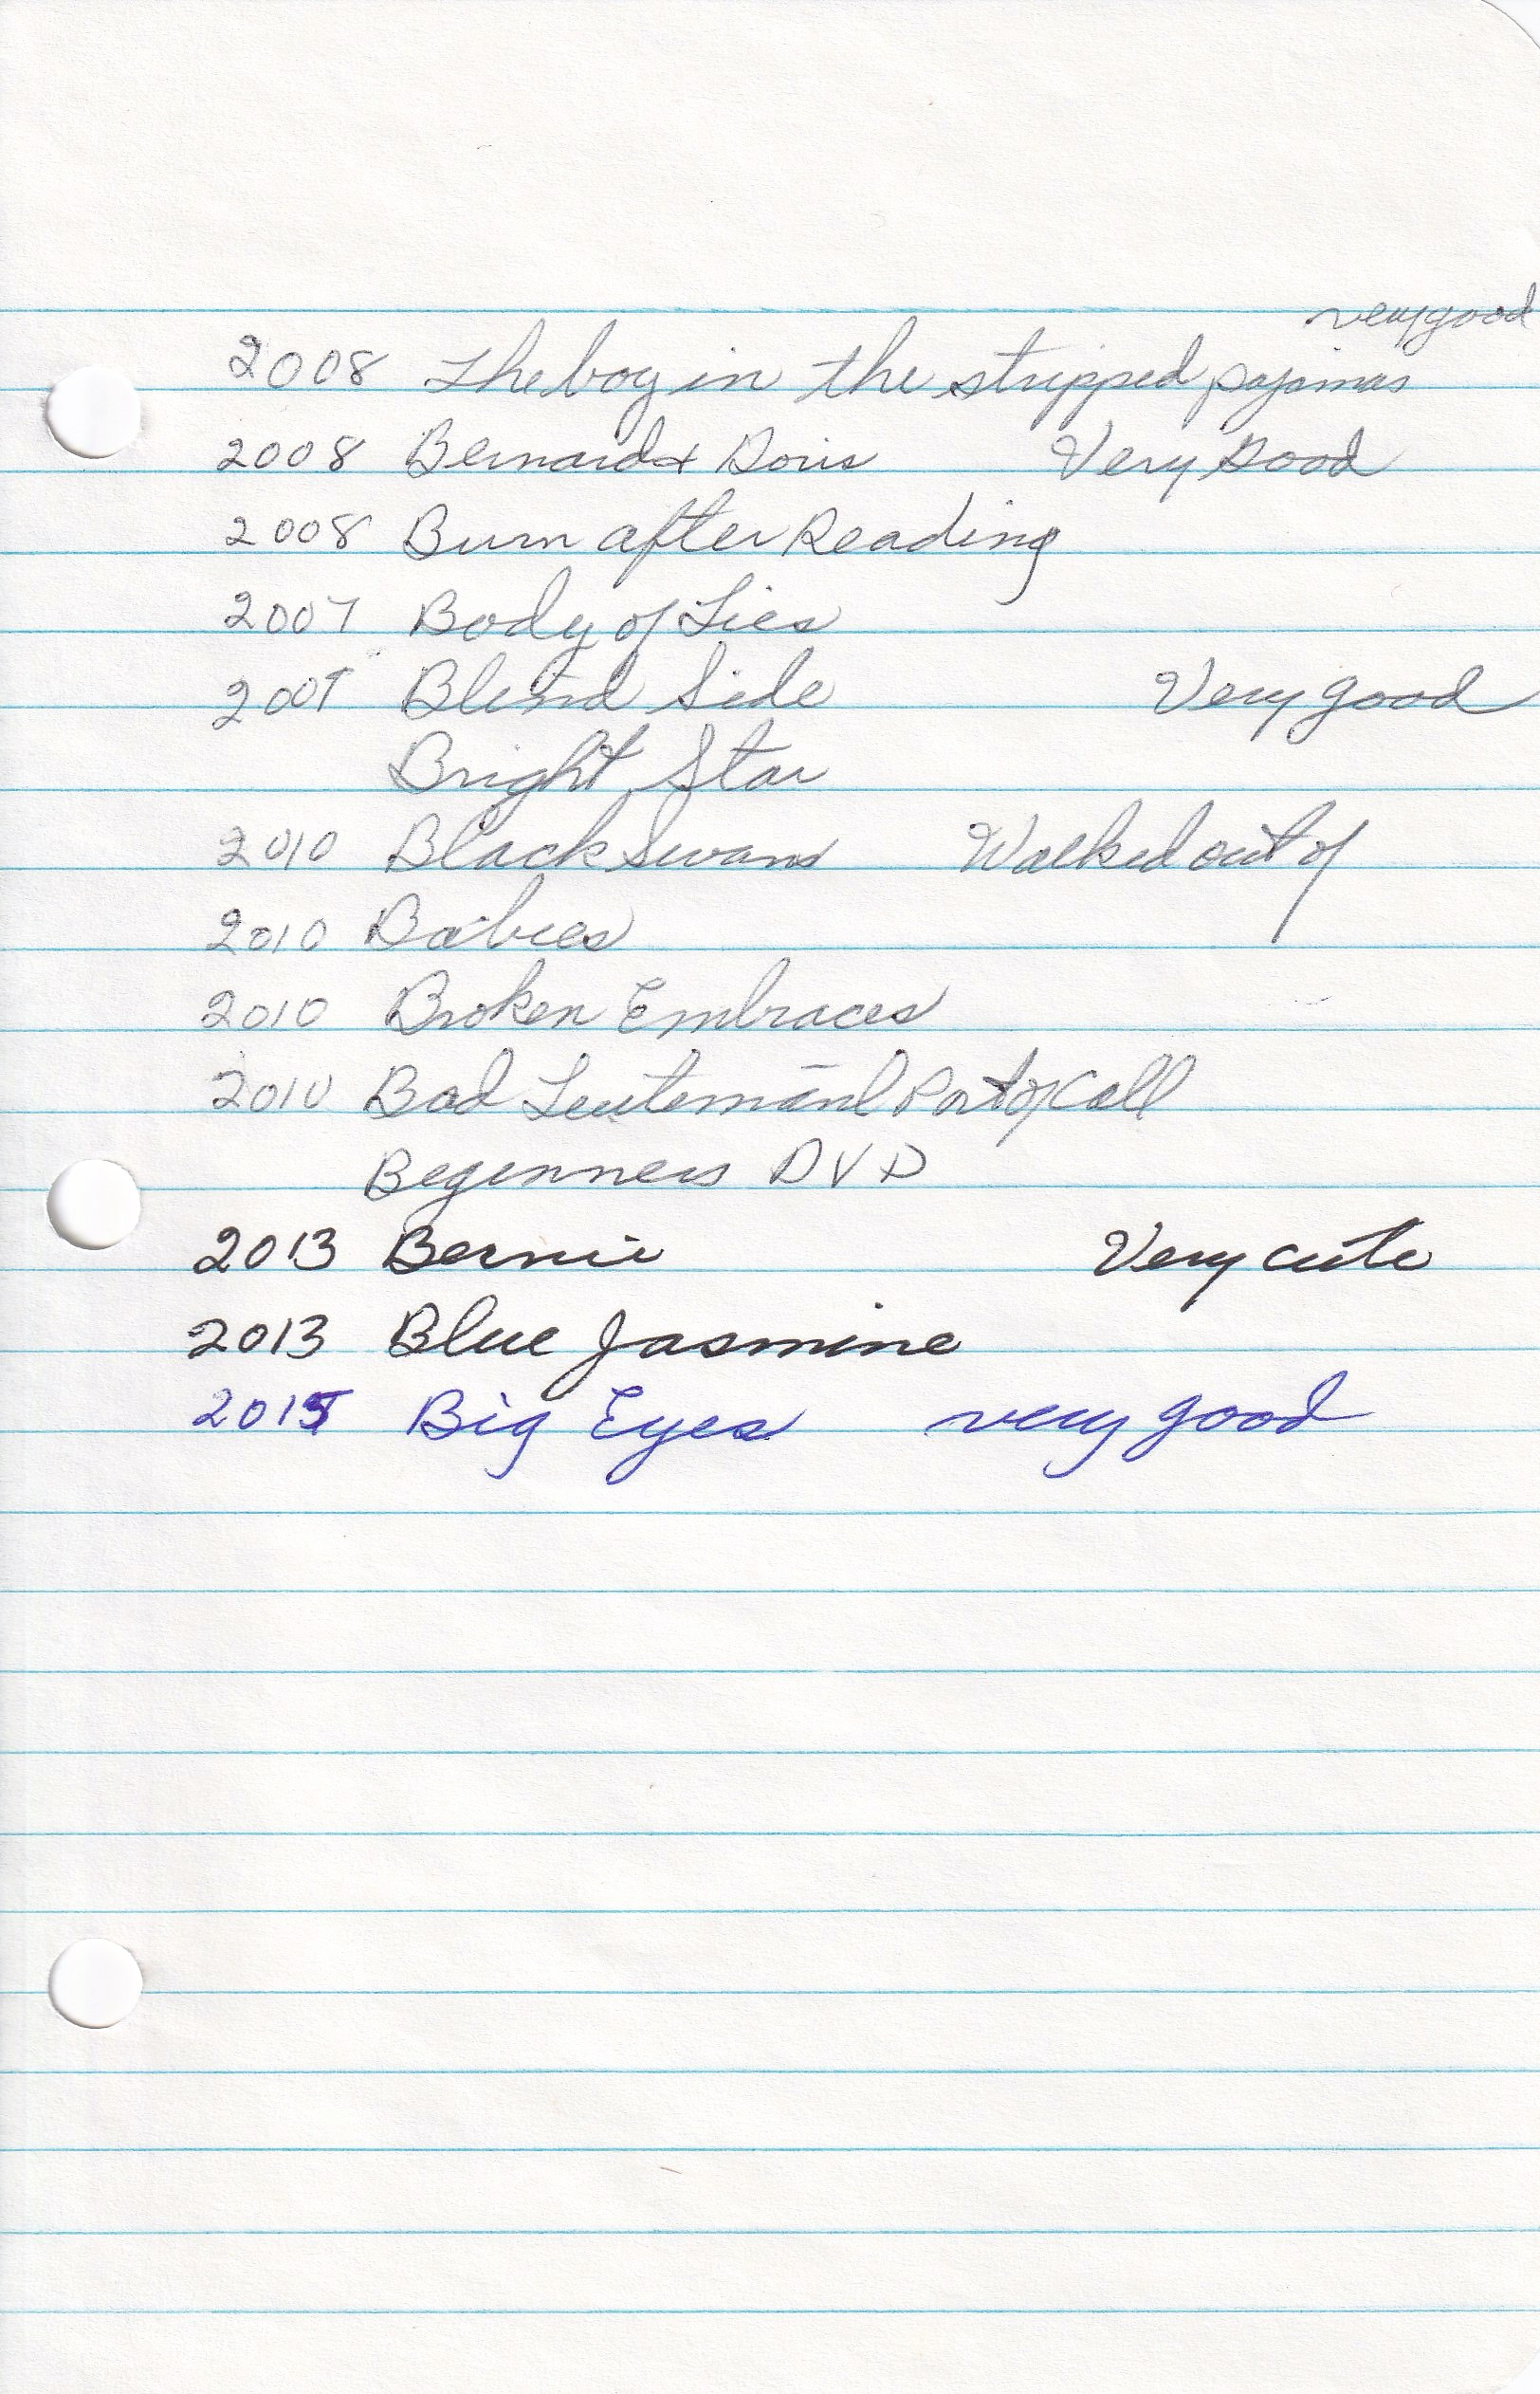 very good
2008 The boy in the stripped pajamas
2008 Bernard & Doris Very Good
2008 Burn after Reading
2007 Body of Lies
2009 Blind Side Very good
Bright Star
2010 Black Swans Walked out of
2010 Babies
2010 Broken Embraces
2010 Bad Port of Call
Beginners DVD
2013 Bernie Very cute
2013 Blue Jasmine
2015 Big Eyes very good